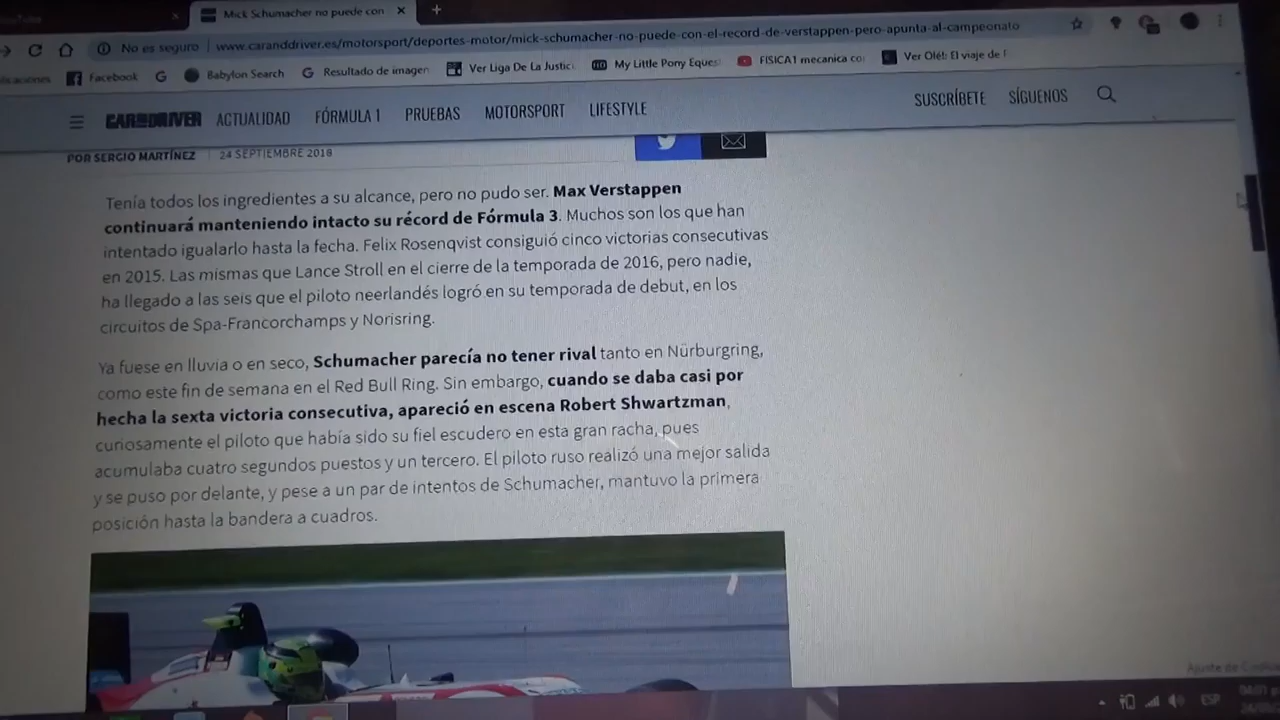 Mick Schumacher no puede con
No es seguro | www.caranddriver.es/motorsport/deportes-motor/mick-schumacher-no-puede-con-el-record-de-verstappen-pero-apunta-al-campeonato
Facebook G Babylon Search G Resultado de imagen Ver Liga De La Justic My Little Pony Eques FISICA1 mecanica co Ver Olé!: El viaje de
CAR AND DRIVER ACTUALIDAD FÓRMULA 1 PRUEBAS MOTORSPORT LIFESTYLE SUSCRÍBETE SÍGUENOS
POR SERGIO MARTÍNEZ | 24 SEPTIEMBRE 2018
Tenía todos los ingredientes a su alcance, pero no pudo ser. Max Verstappen
continuará manteniendo intacto su récord de Fórmula 3. Muchos son los que han
intentado igualarlo hasta la fecha. Felix Rosenqvist consiguió cinco victorias consecutivas
en 2015. Las mismas que Lance Stroll en el cierre de la temporada de 2016, pero nadie,
ha llegado a las seis que el piloto neerlandés logró en su temporada de debut, en los
circuitos de Spa-Francorchamps y Norisring.
Ya fuese en lluvia o en seco, Schumacher parecía no tener rival tanto en Nürburgring,
como este fin de semana en el Red Bull Ring. Sin embargo, cuando se daba casi por
hecha la sexta victoria consecutiva, apareció en escena Robert Shwartzman,
curiosamente el piloto que había sido su fiel escudero en esta gran racha, pues
acumulaba cuatro segundos puestos y un tercero. El piloto ruso realizó una mejor salida
y se puso por delante, y pese a un par de intentos de Schumacher, mantuvo la primera
posición hasta la bandera a cuadros.
Ajuste de
ESP